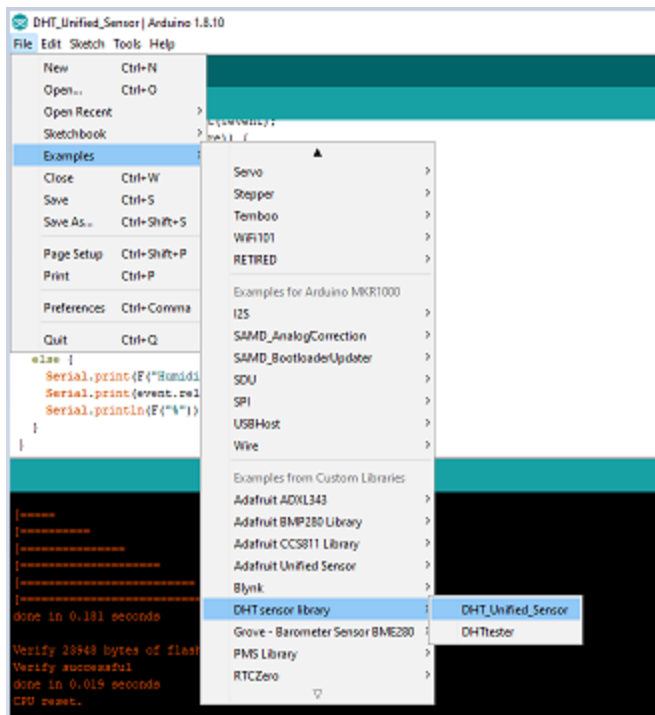 DHT_Unified_Sensor | Arduino 1.8.10
File Edit Sketch Tools Help
New Ctrl+N
Open... Ctrl+O
Open Recent
Sketchbook
Examples
Close Ctrl+W
Save Ctrl+S
Save As... Ctrl+Shift+S
Page Setup Ctrl+Shift+P
Print Ctrl+P
Preferences Ctrl+Comma
Quit Ctrl+Q
Servo
Stepper
Temboo
WiFi101
RETIRED
Examples for Arduino MKR1000
I2S
SAMD_AnalogCorrection
SAMD_BootloaderUpdater
SDU
SPI
USBHost
Wire
Examples from Custom Libraries
Adafruit ADXL343
Adafruit BMP280 Library
Adafruit CCS811 Library
Adafruit Unified Sensor
Blynk
DHT sensor library
Grove - Barometer Sensor BME280
PMS Library
RTCZero
DHT_Unified_Sensor
DHTtester
else {
Serial.print(F("Humidi
Serial.print(event.rel
Serial.println(F("%"))
}
}
[=====
[===========
[================
[======================
[===========================
[============================
done in 0.181 seconds
Verify 23948 bytes of flash
Verify successful
done in 0.019 seconds
CPU reset.